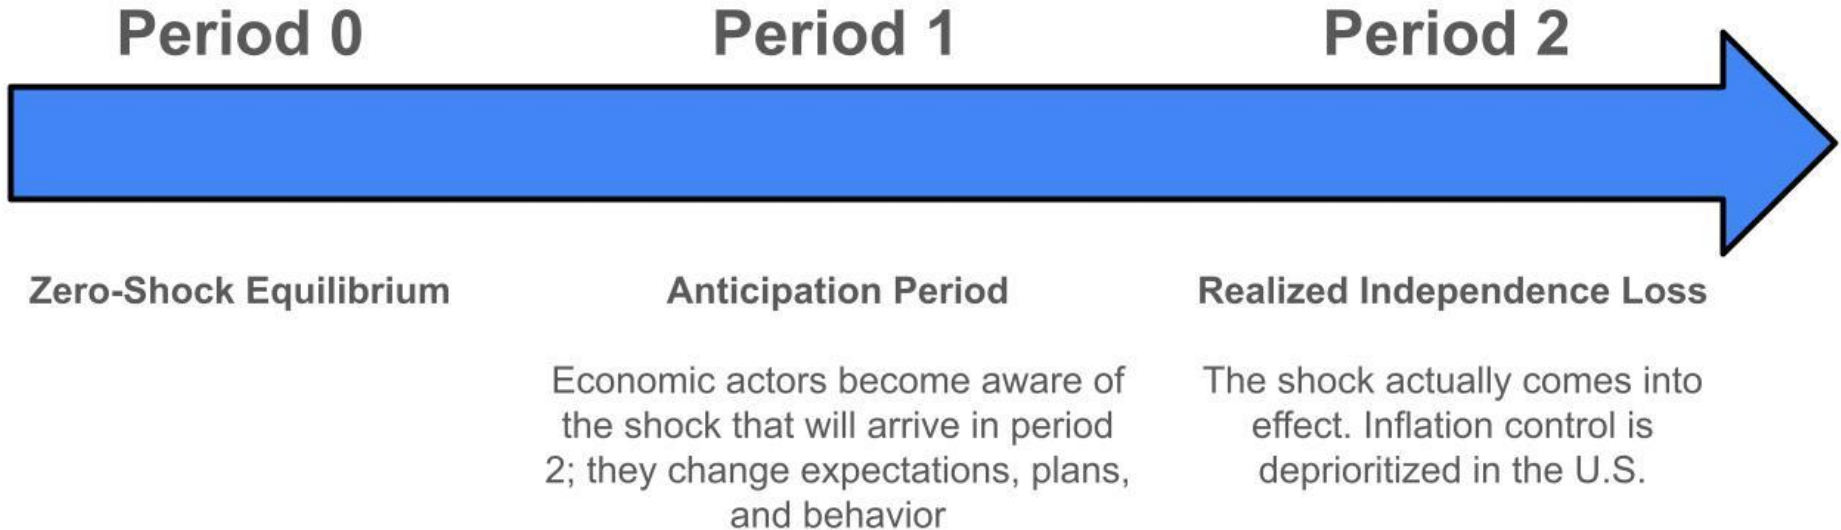 Period 0
Period 1
Period 2
Zero-Shock Equilibrium
Anticipation Period
Realized Independence Loss
Economic actors become aware of
the shock that will arrive in period
2; they change expectations, plans,
and behavior
The shock actually comes into
effect. Inflation control is
deprioritized in the U.S.